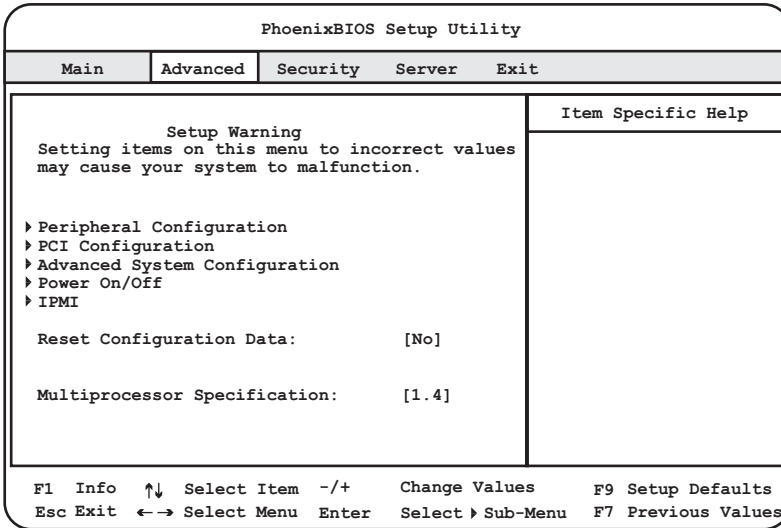 PhoenixBIOS Setup Utility
Main Advanced Security Server Exit
Setup Warning
Setting items on this menu to incorrect values
may cause your system to malfunction.
Peripheral Configuration
PCI Configuration
Advanced System Configuration
Power On/Off
IPMI
Reset Configuration Data: [No]
Multiprocessor Specification: [1.4]
Item Specific Help
F1 Info ↑↓ Select Item -/+ Change Values F9 Setup Defaults
Esc Exit ←→ Select Menu Enter Select ▶ Sub-Menu F7 Previous Values